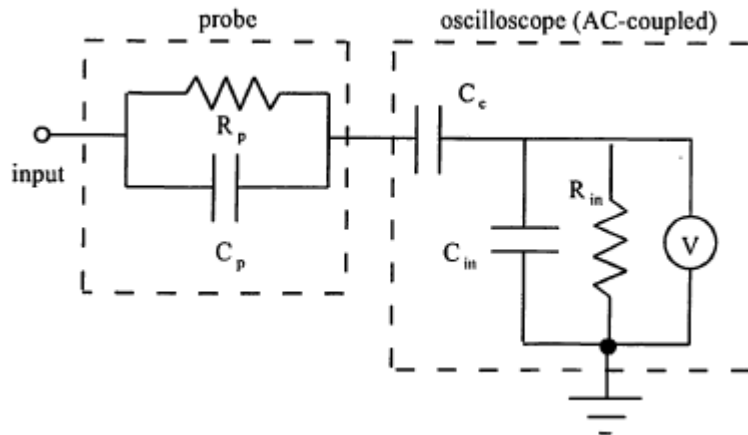 probe
oscilloscope (AC-coupled)
input
R p
C p
C c
C in
R in
V